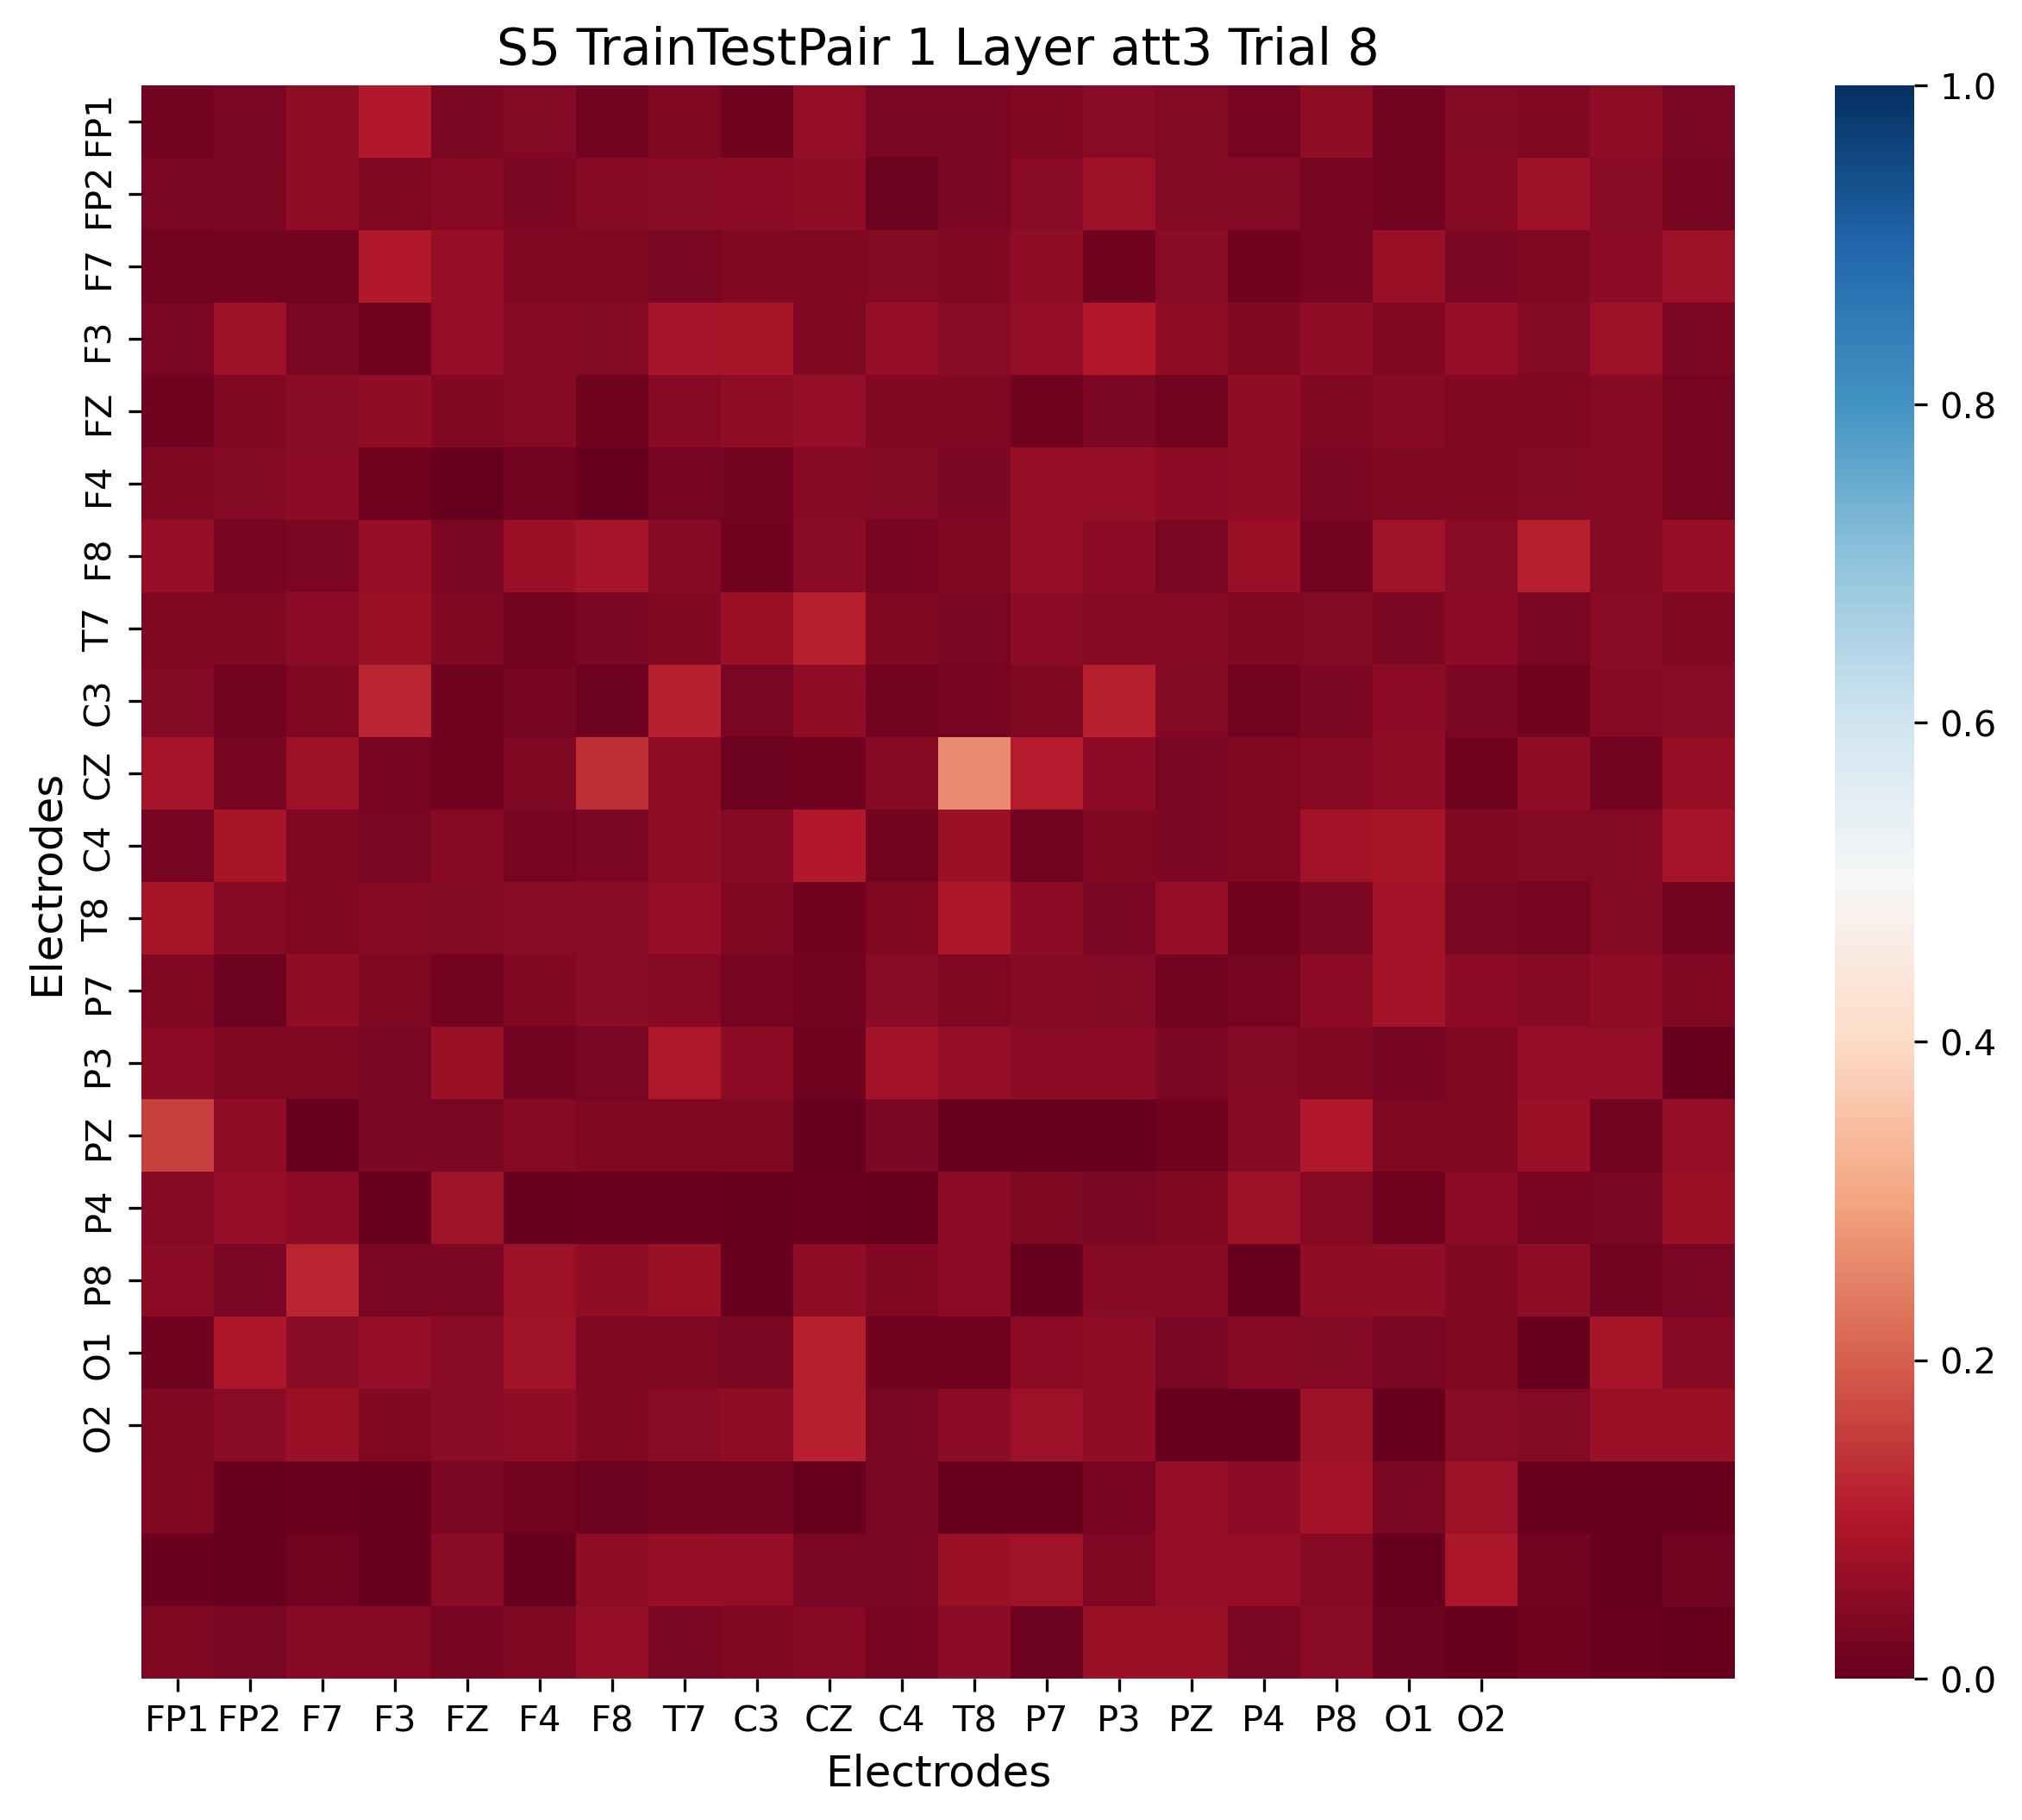 S5 TrainTestPair 1 Layer att3 Trial 8
Electrodes
FP1
FP2
F7
F3
FZ
F4
F8
T7
C3
CZ
C4
T8
P7
P3
PZ
P4
P8
O1
O2
FP1 FP2 F7 F3 FZ F4 F8 T7 C3 CZ C4 T8 P7 P3 PZ P4 P8 O1 O2
Electrodes
1.0
0.8
0.6
0.4
0.2
0.0